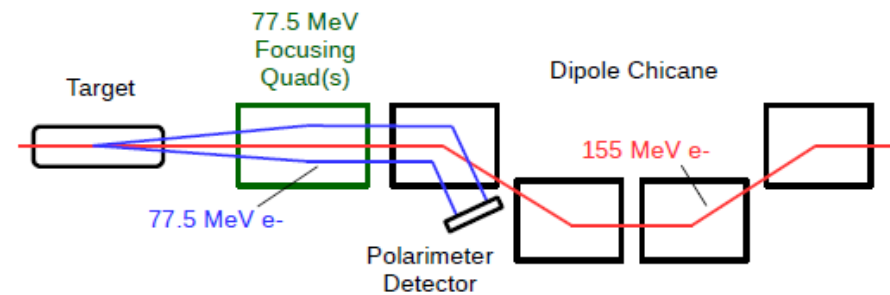 77.5 MeV
Focusing
Quad(s)
Target
Dipole Chicane
155 MeV e-
77.5 MeV e-
Polarimeter
Detector